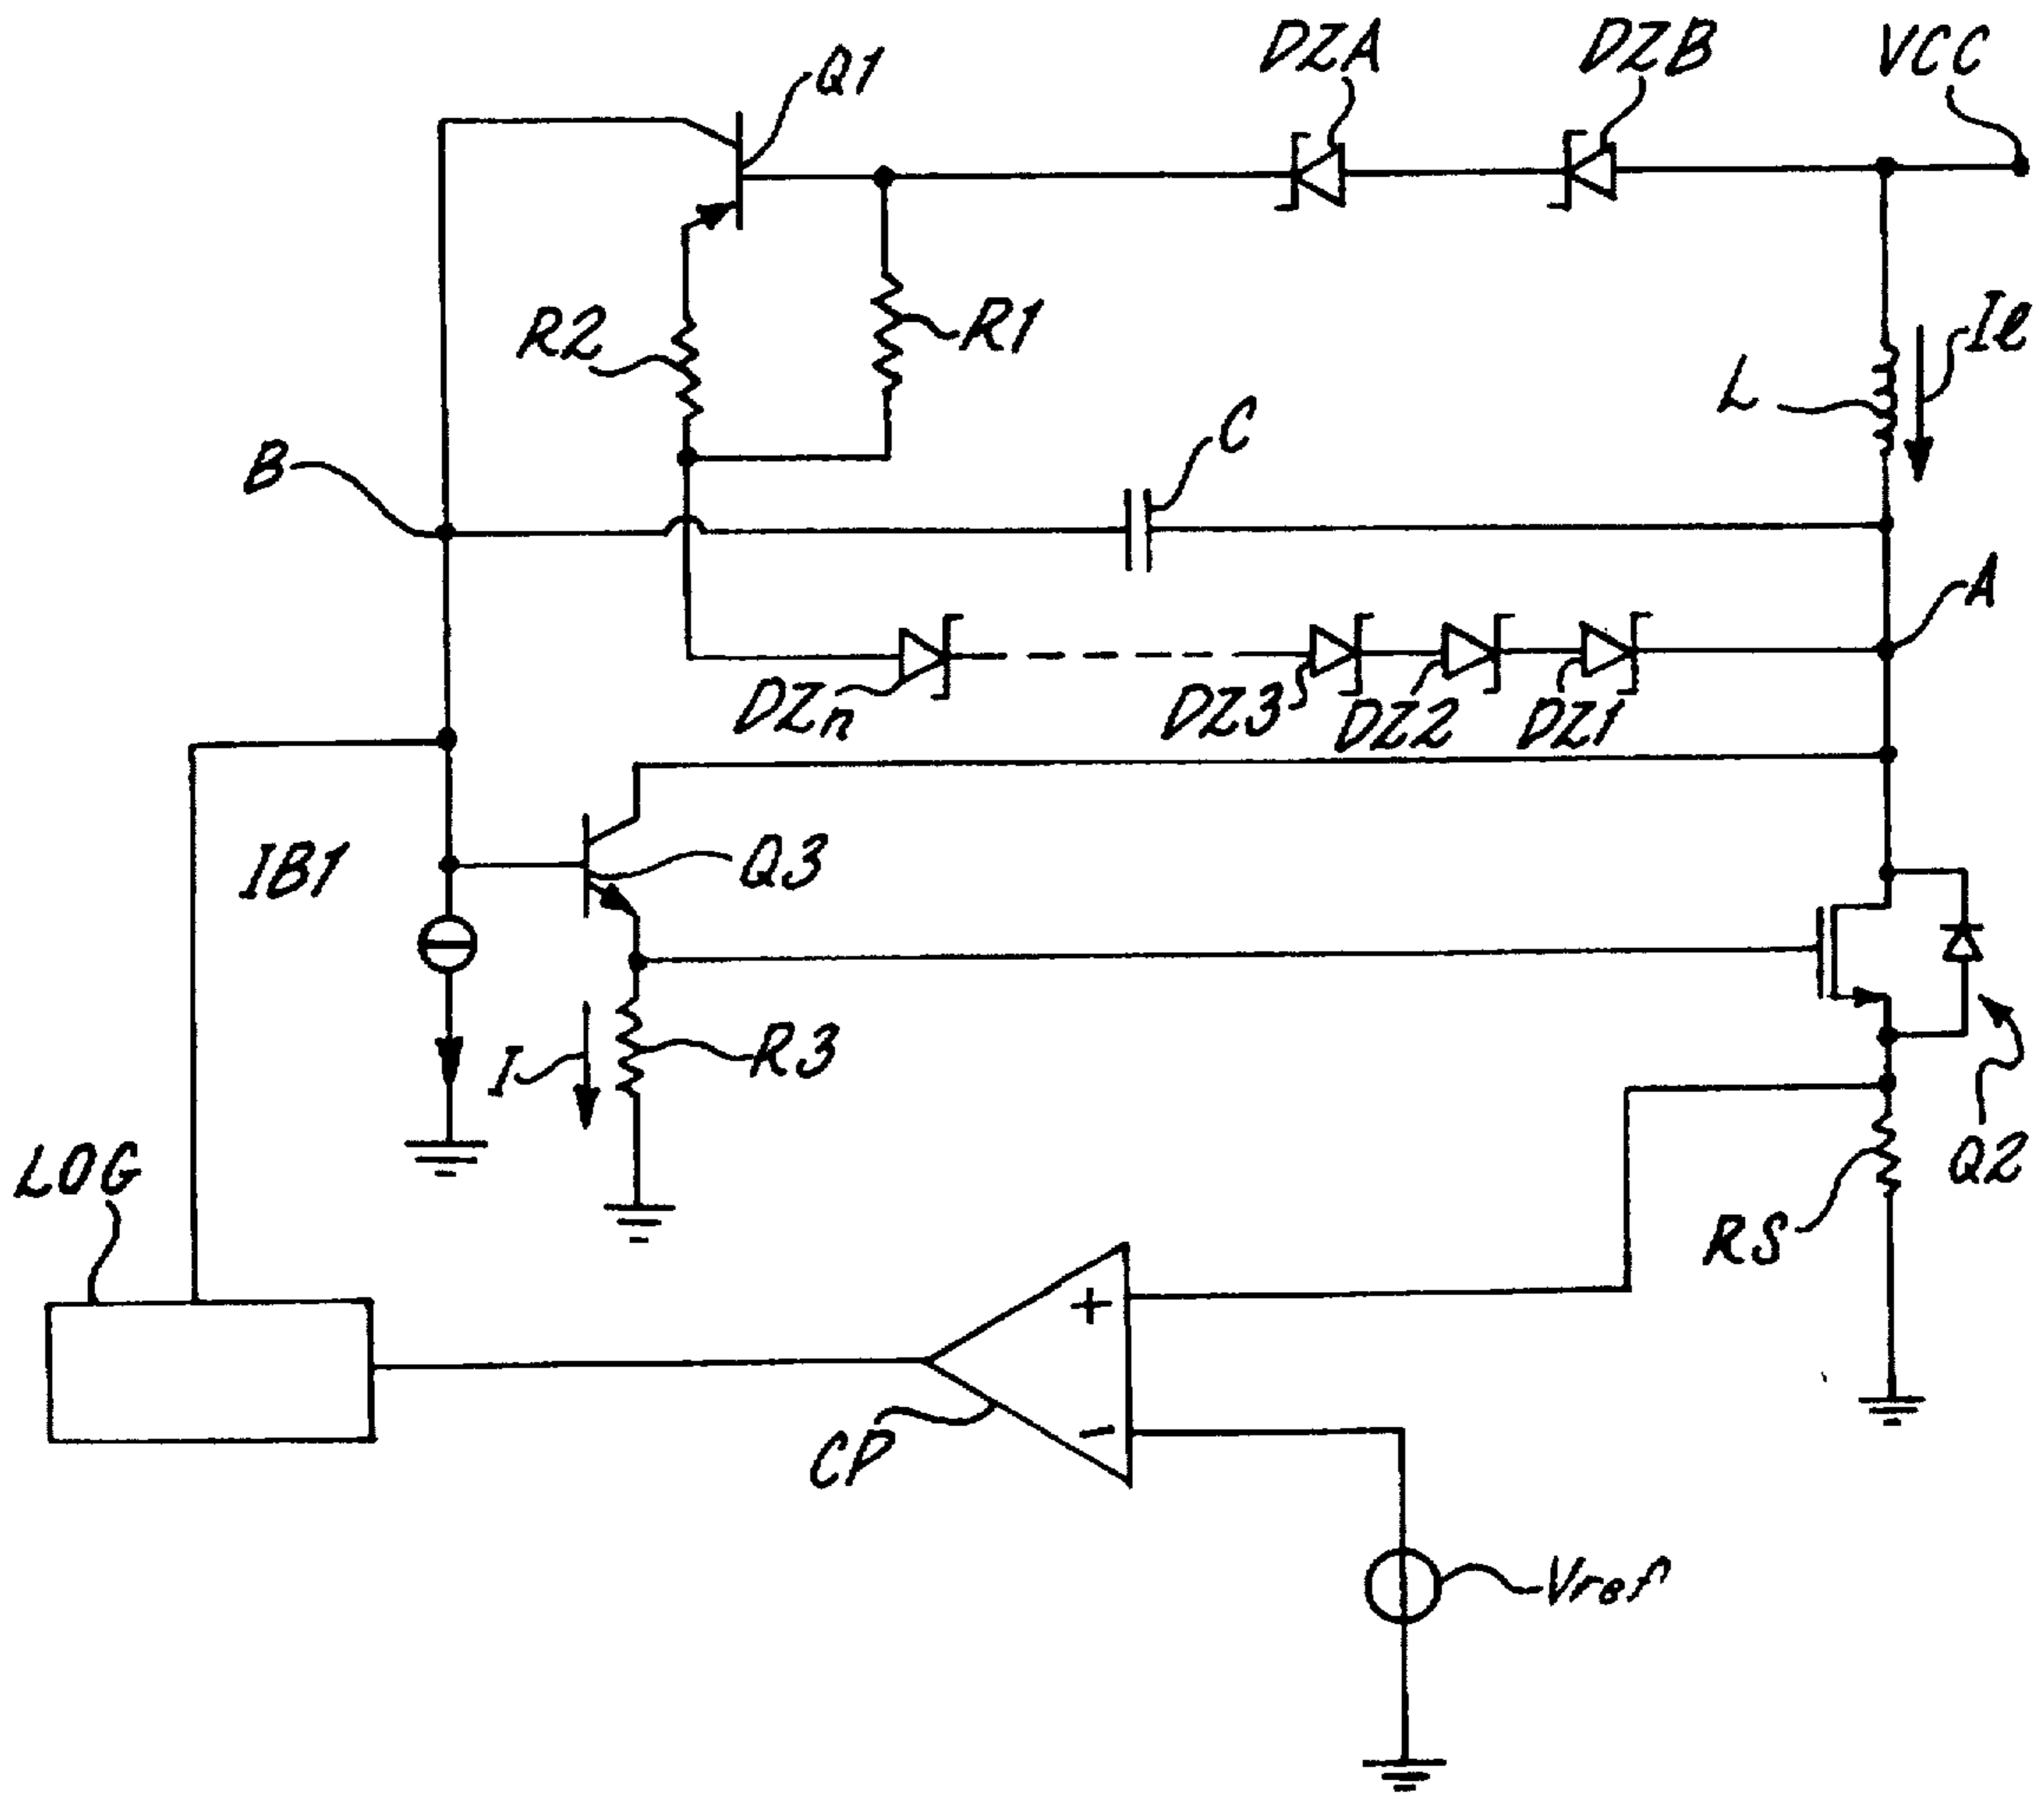 DZA
DZB
VCC
Q1
R2
R1
Il
L
C
B
A
DZn
DZ3
DZ2
DZ1
IB1
Q3
I
R3
LOG
Q2
RS
+
−
CP
Vref